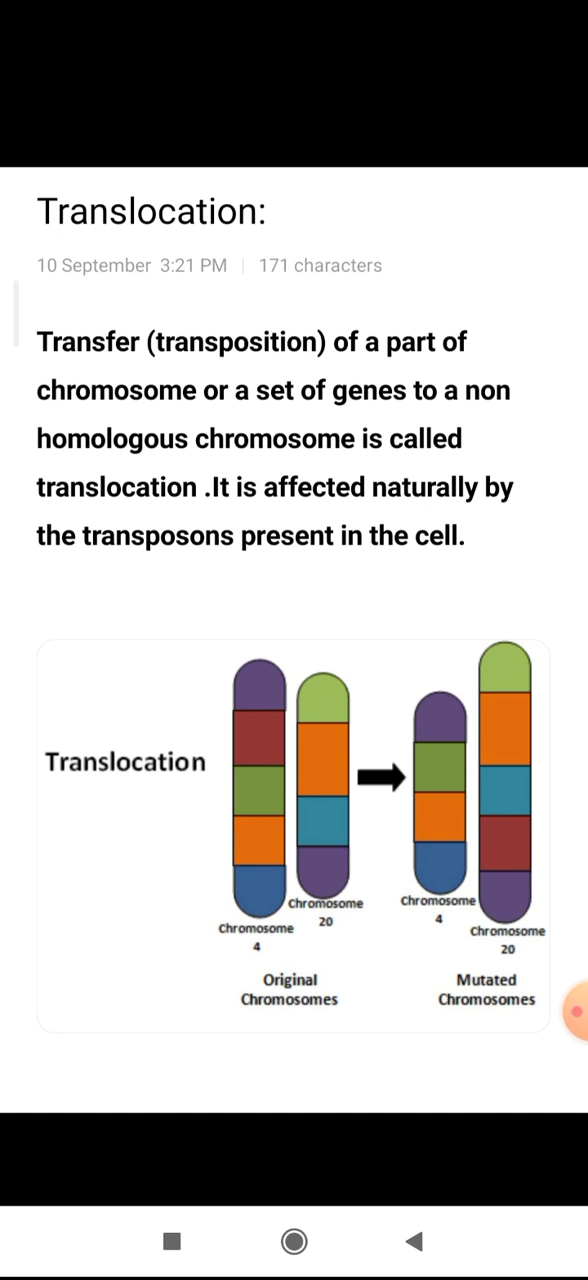 Translocation:
10 September 3:21 PM | 171 characters
Transfer (transposition) of a part of
chromosome or a set of genes to a non
homologous chromosome is called
translocation .It is affected naturally by
the transposons present in the cell.
Translocation
Chromosome
4
Chromosome
20
Original
Chromosomes
Chromosome
4
Chromosome
20
Mutated
Chromosomes